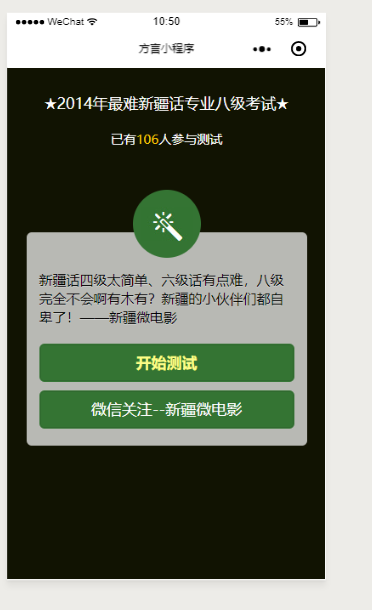 ●●●●● WeChat 10:50 55%
方言小程序
★2014年最难新疆话专业八级考试★
已有106人参与测试
新疆话四级太简单、六级话有点难，八级
完全不会啊有木有？新疆的小伙伴们都自
卑了！——新疆微电影
开始测试
微信关注--新疆微电影